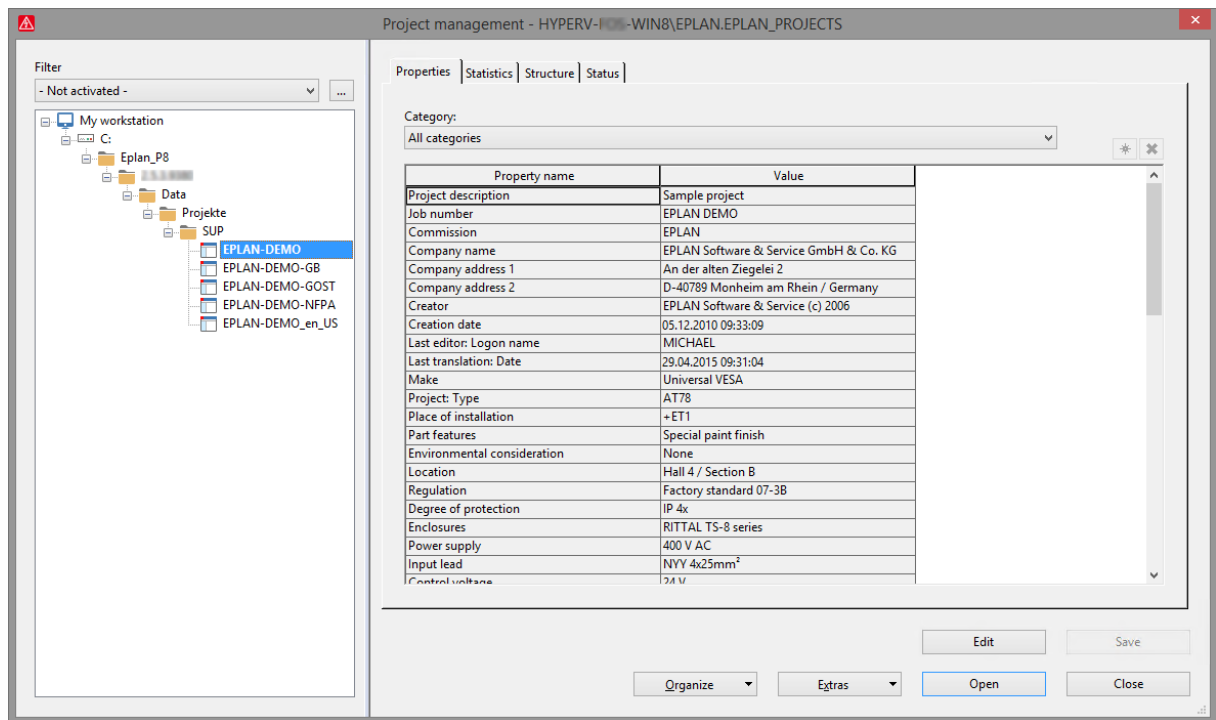 Project management - HYPERV- -WIN8\EPLAN.EPLAN_PROJECTS
Filter
- Not activated -
...
My workstation
C:
Eplan_P8
Data
Projekte
SUP
EPLAN-DEMO
EPLAN-DEMO-GB
EPLAN-DEMO-GOST
EPLAN-DEMO-NFPA
EPLAN-DEMO_en_US
Properties Statistics Structure Status
Category:
All categories
Property name Value
Project description Sample project
Job number EPLAN DEMO
Commission EPLAN
Company name EPLAN Software & Service GmbH & Co. KG
Company address 1 An der alten Ziegelei 2
Company address 2 D-40789 Monheim am Rhein / Germany
Creator EPLAN Software & Service (c) 2006
Creation date 05.12.2010 09:33:09
Last editor: Logon name MICHAEL
Last translation: Date 29.04.2015 09:31:04
Make Universal VESA
Project: Type AT78
Place of installation +ET1
Part features Special paint finish
Environmental consideration None
Location Hall 4 / Section B
Regulation Factory standard 07-3B
Degree of protection IP 4x
Enclosures RITTAL TS-8 series
Power supply 400 V AC
Input lead NYY 4x25mm²
Control voltage 24 V
Edit Save
Organize Extras Open Close